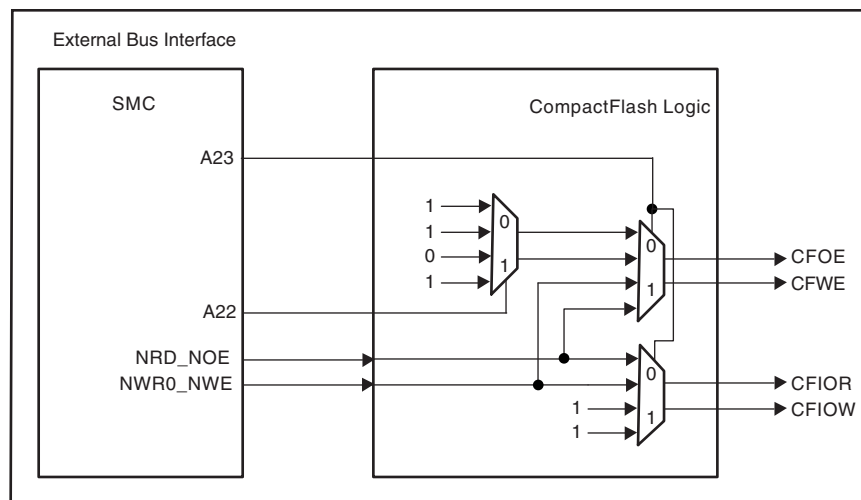 External Bus Interface
SMC
CompactFlash Logic
A23
1
1
0
1
0
1
0
1
CFOE
CFWE
A22
NRD_NOE
NWR0_NWE
1
1
0
1
CFIOR
CFIOW